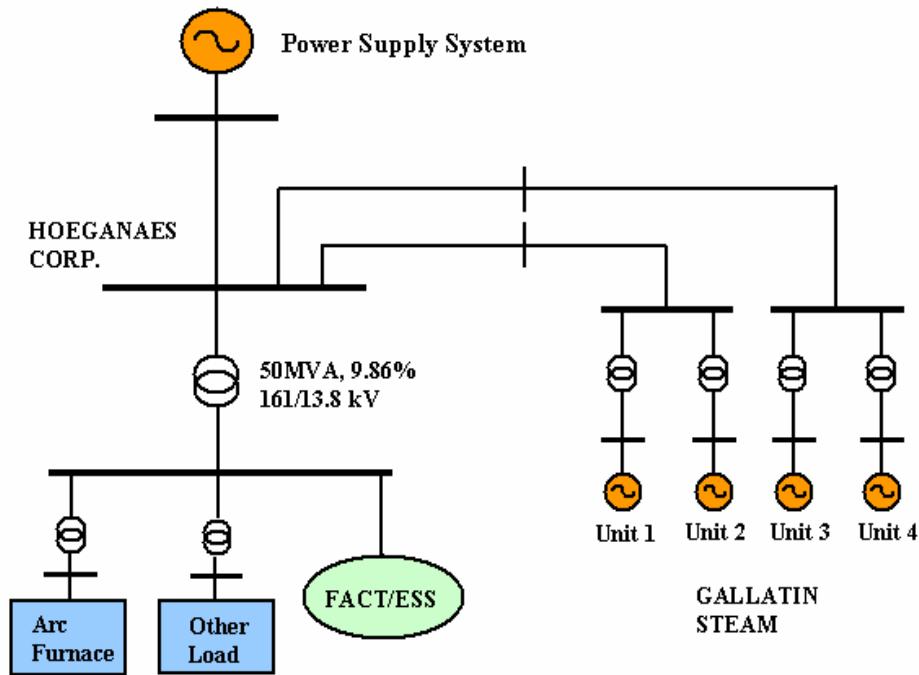 Power Supply System
HOEGANAES
CORP.
50MVA, 9.86%
161/13.8 kV
Unit 1
Unit 2
Unit 3
Unit 4
GALLATIN
STEAM
FACT/ESS
Arc
Furnace
Other
Load